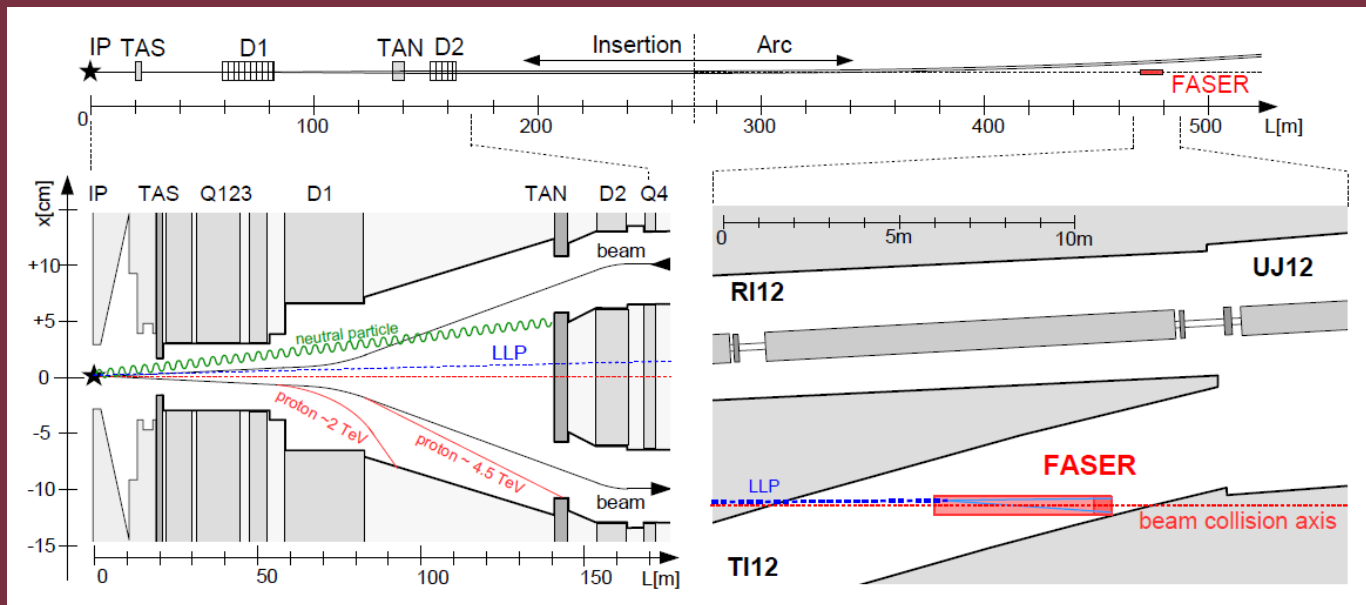 IP TAS D1 TAN D2 Insertion Arc
FASER
0 100 200 300 400 500 L[m]
x[cm]
IP TAS Q123 D1 TAN D2 Q4
+10
+5
0
-5
-10
-15
beam
neutral particle
LLP
proton ~2 TeV
proton ~ 4.5 TeV
beam
0 50 100 150 L[m]
0 5m 10m
RI12
UJ12
FASER
LLP
beam collision axis
TI12